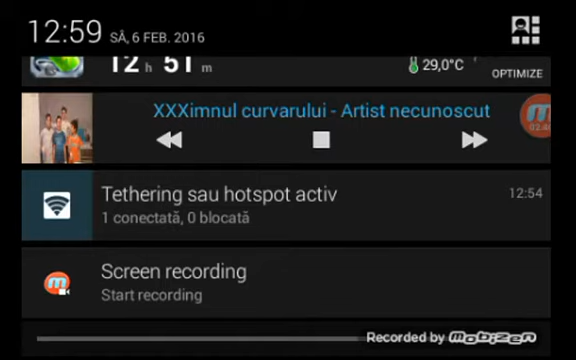 12:59 SÂ, 6 FEB. 2016
12 h 51 m
29,0°C
OPTIMIZE
XXXimnul curvarului - Artist necunoscut
Tethering sau hotspot activ
12:54
1 conectată, 0 blocată
Screen recording
Start recording
Recorded by mobizen